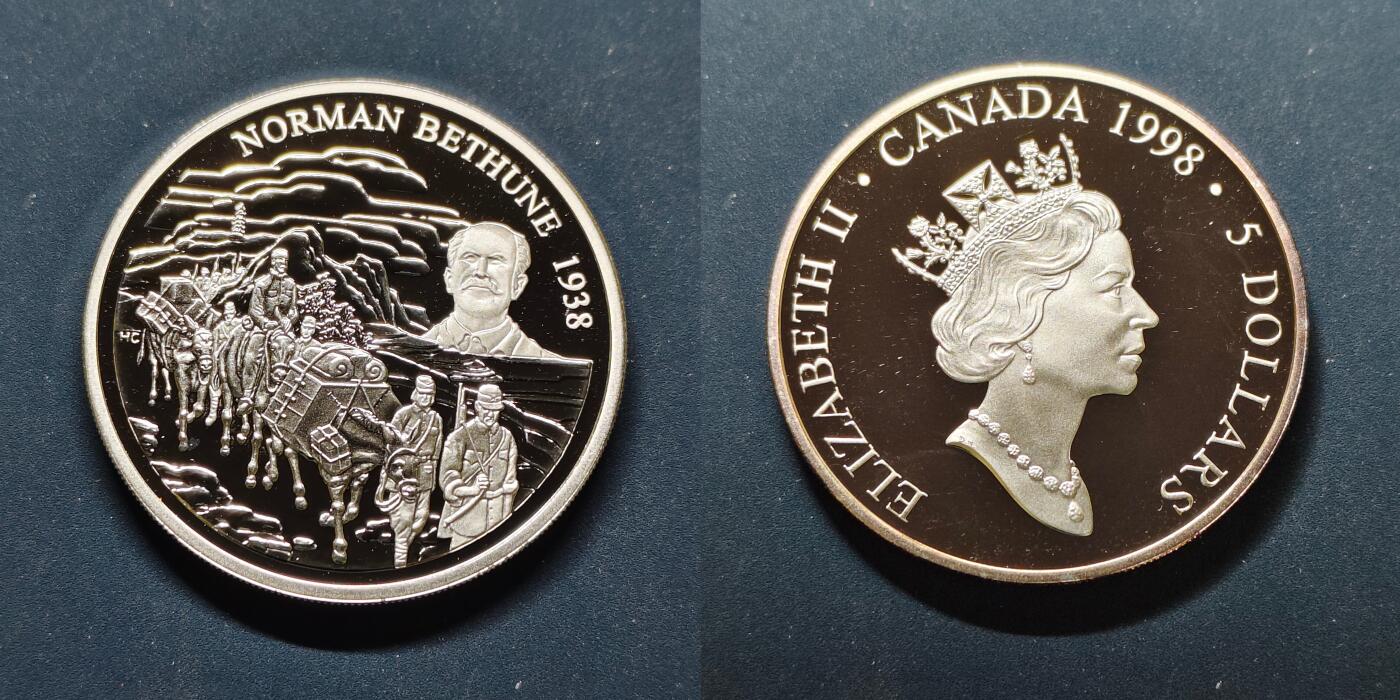 NORMAN BETHUNE 1938
HC
ELIZABETH II • CANADA 1998 • 5 DOLLARS